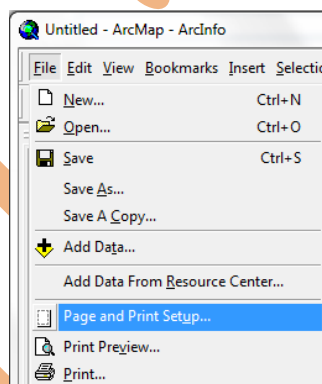 Untitled - ArcMap - ArcInfo
File Edit View Bookmarks Insert
New... Ctrl+N
Open... Ctrl+O
Save Ctrl+S
Save As...
Save A Copy...
Add Data...
Add Data From Resource Center...
Page and Print Setup...
Print Preview...
Print...